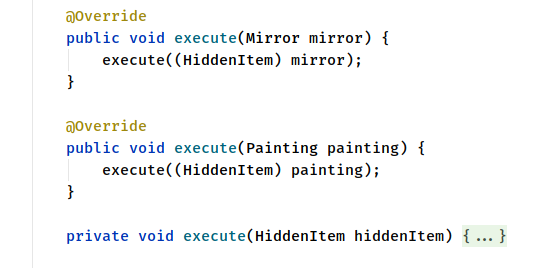 @Override
public void execute(Mirror mirror) {
execute((HiddenItem) mirror);
}
@Override
public void execute(Painting painting) {
execute((HiddenItem) painting);
}
private void execute(HiddenItem hiddenItem) {...}